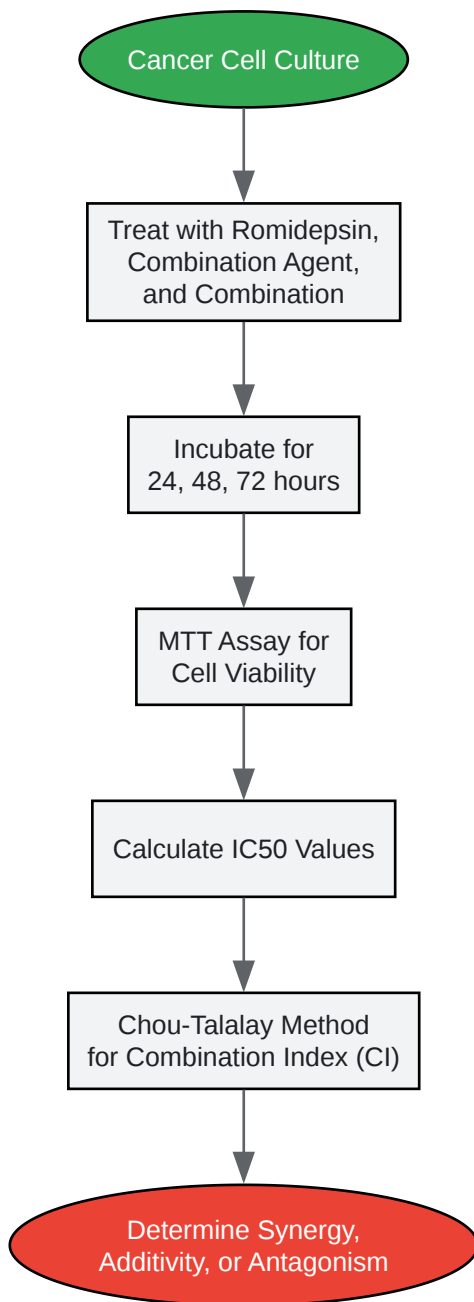 Cancer Cell Culture
Treat with Romidepsin,
Combination Agent,
and Combination
Incubate for
24, 48, 72 hours
MTT Assay for
Cell Viability
Calculate IC50 Values
Chou-Talalay Method
for Combination Index (CI)
Determine Synergy,
Additivity, or Antagonism